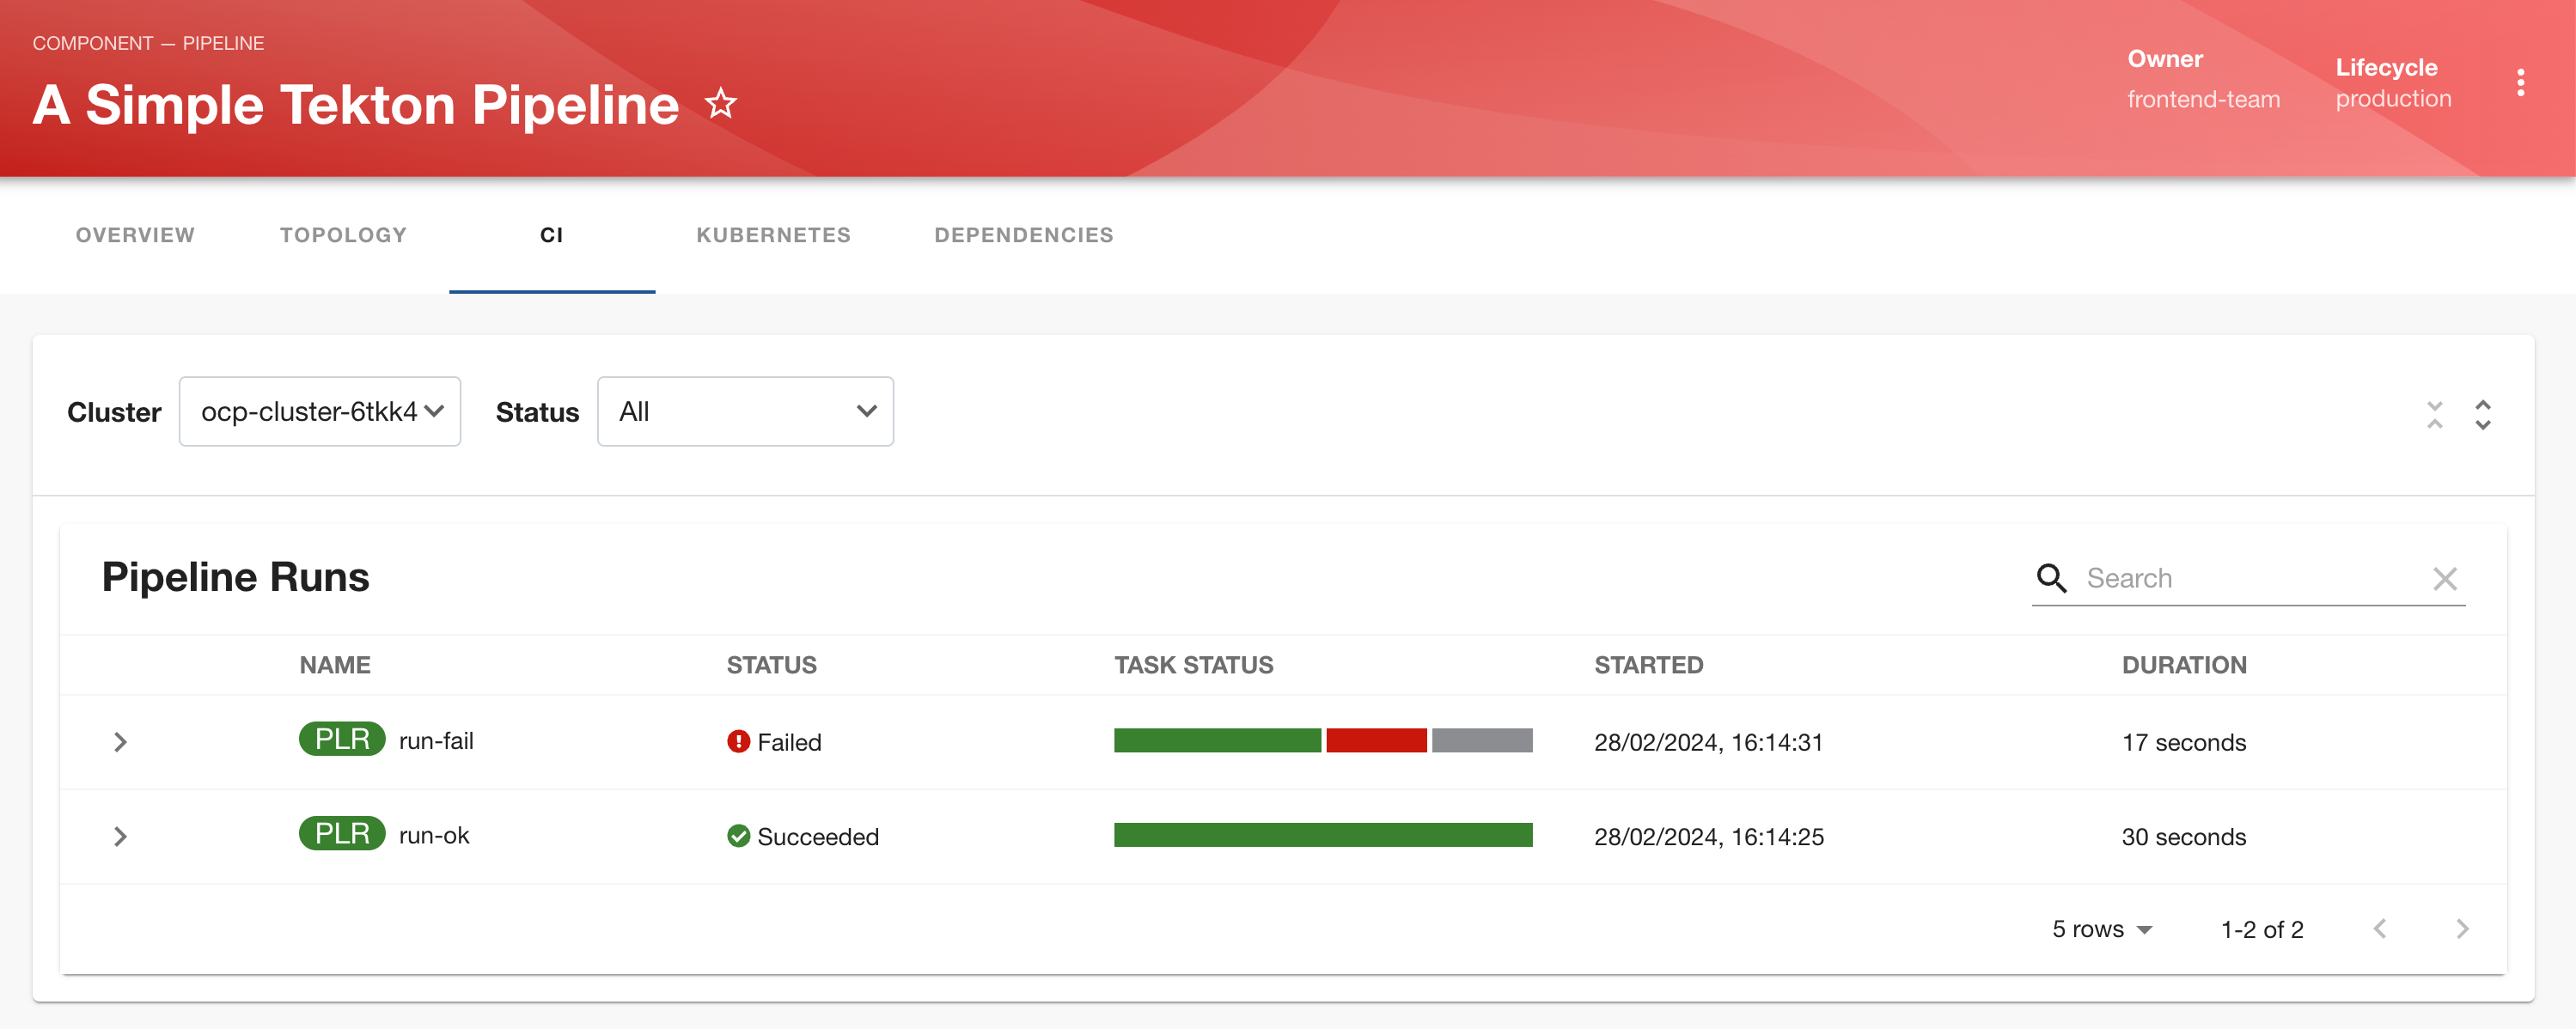 COMPONENT — PIPELINE
A Simple Tekton Pipeline
Owner
frontend-team
Lifecycle
production
OVERVIEW TOPOLOGY CI KUBERNETES DEPENDENCIES
Cluster ocp-cluster-6tkk4 Status All
Pipeline Runs
Search
NAME STATUS TASK STATUS STARTED DURATION
PLR run-fail Failed 28/02/2024, 16:14:31 17 seconds
PLR run-ok Succeeded 28/02/2024, 16:14:25 30 seconds
5 rows 1-2 of 2